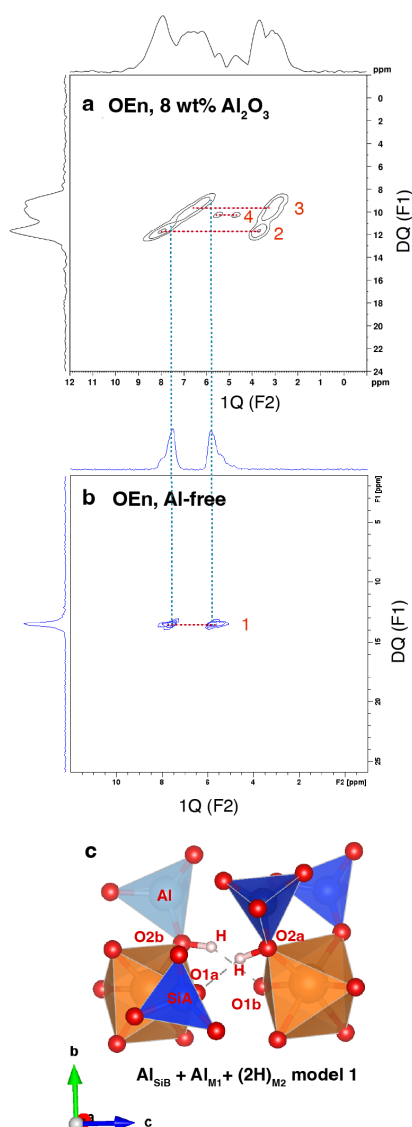 ppm
a OEn, 8 wt% Al₂O₃
0
2
4
6
8
10
12
14
16
18
20
22
24
DQ (F1)
3
4
2
12 11 10 9 8 7 6 5 4 3 2 1 0 ppm
1Q (F2)
b OEn, Al-free
F1 [ppm]
5
10
15
20
25
DQ (F1)
1
10 8 6 4 2 F2 [ppm]
1Q (F2)
c
Al
O2b H O2a
O1a H
SiA O1b
b
a c
Al_SiB + Al_M1 + (2H)_M2 model 1